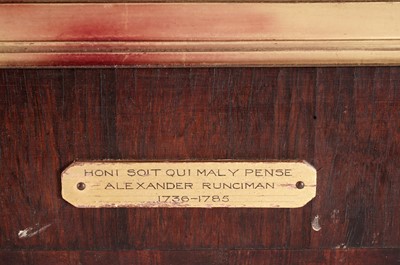 HONI SOIT QUI MALY PENSE
ALEXANDER RUNCIMAN
1736-1785